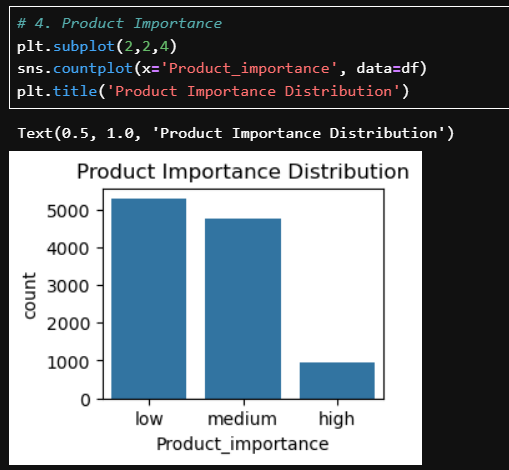 # 4. Product Importance
plt.subplot(2,2,4)
sns.countplot(x='Product_importance', data=df)
plt.title('Product Importance Distribution')
Text(0.5, 1.0, 'Product Importance Distribution')
Product Importance Distribution
5000
4000
3000
2000
1000
0
count
low medium high
Product_importance